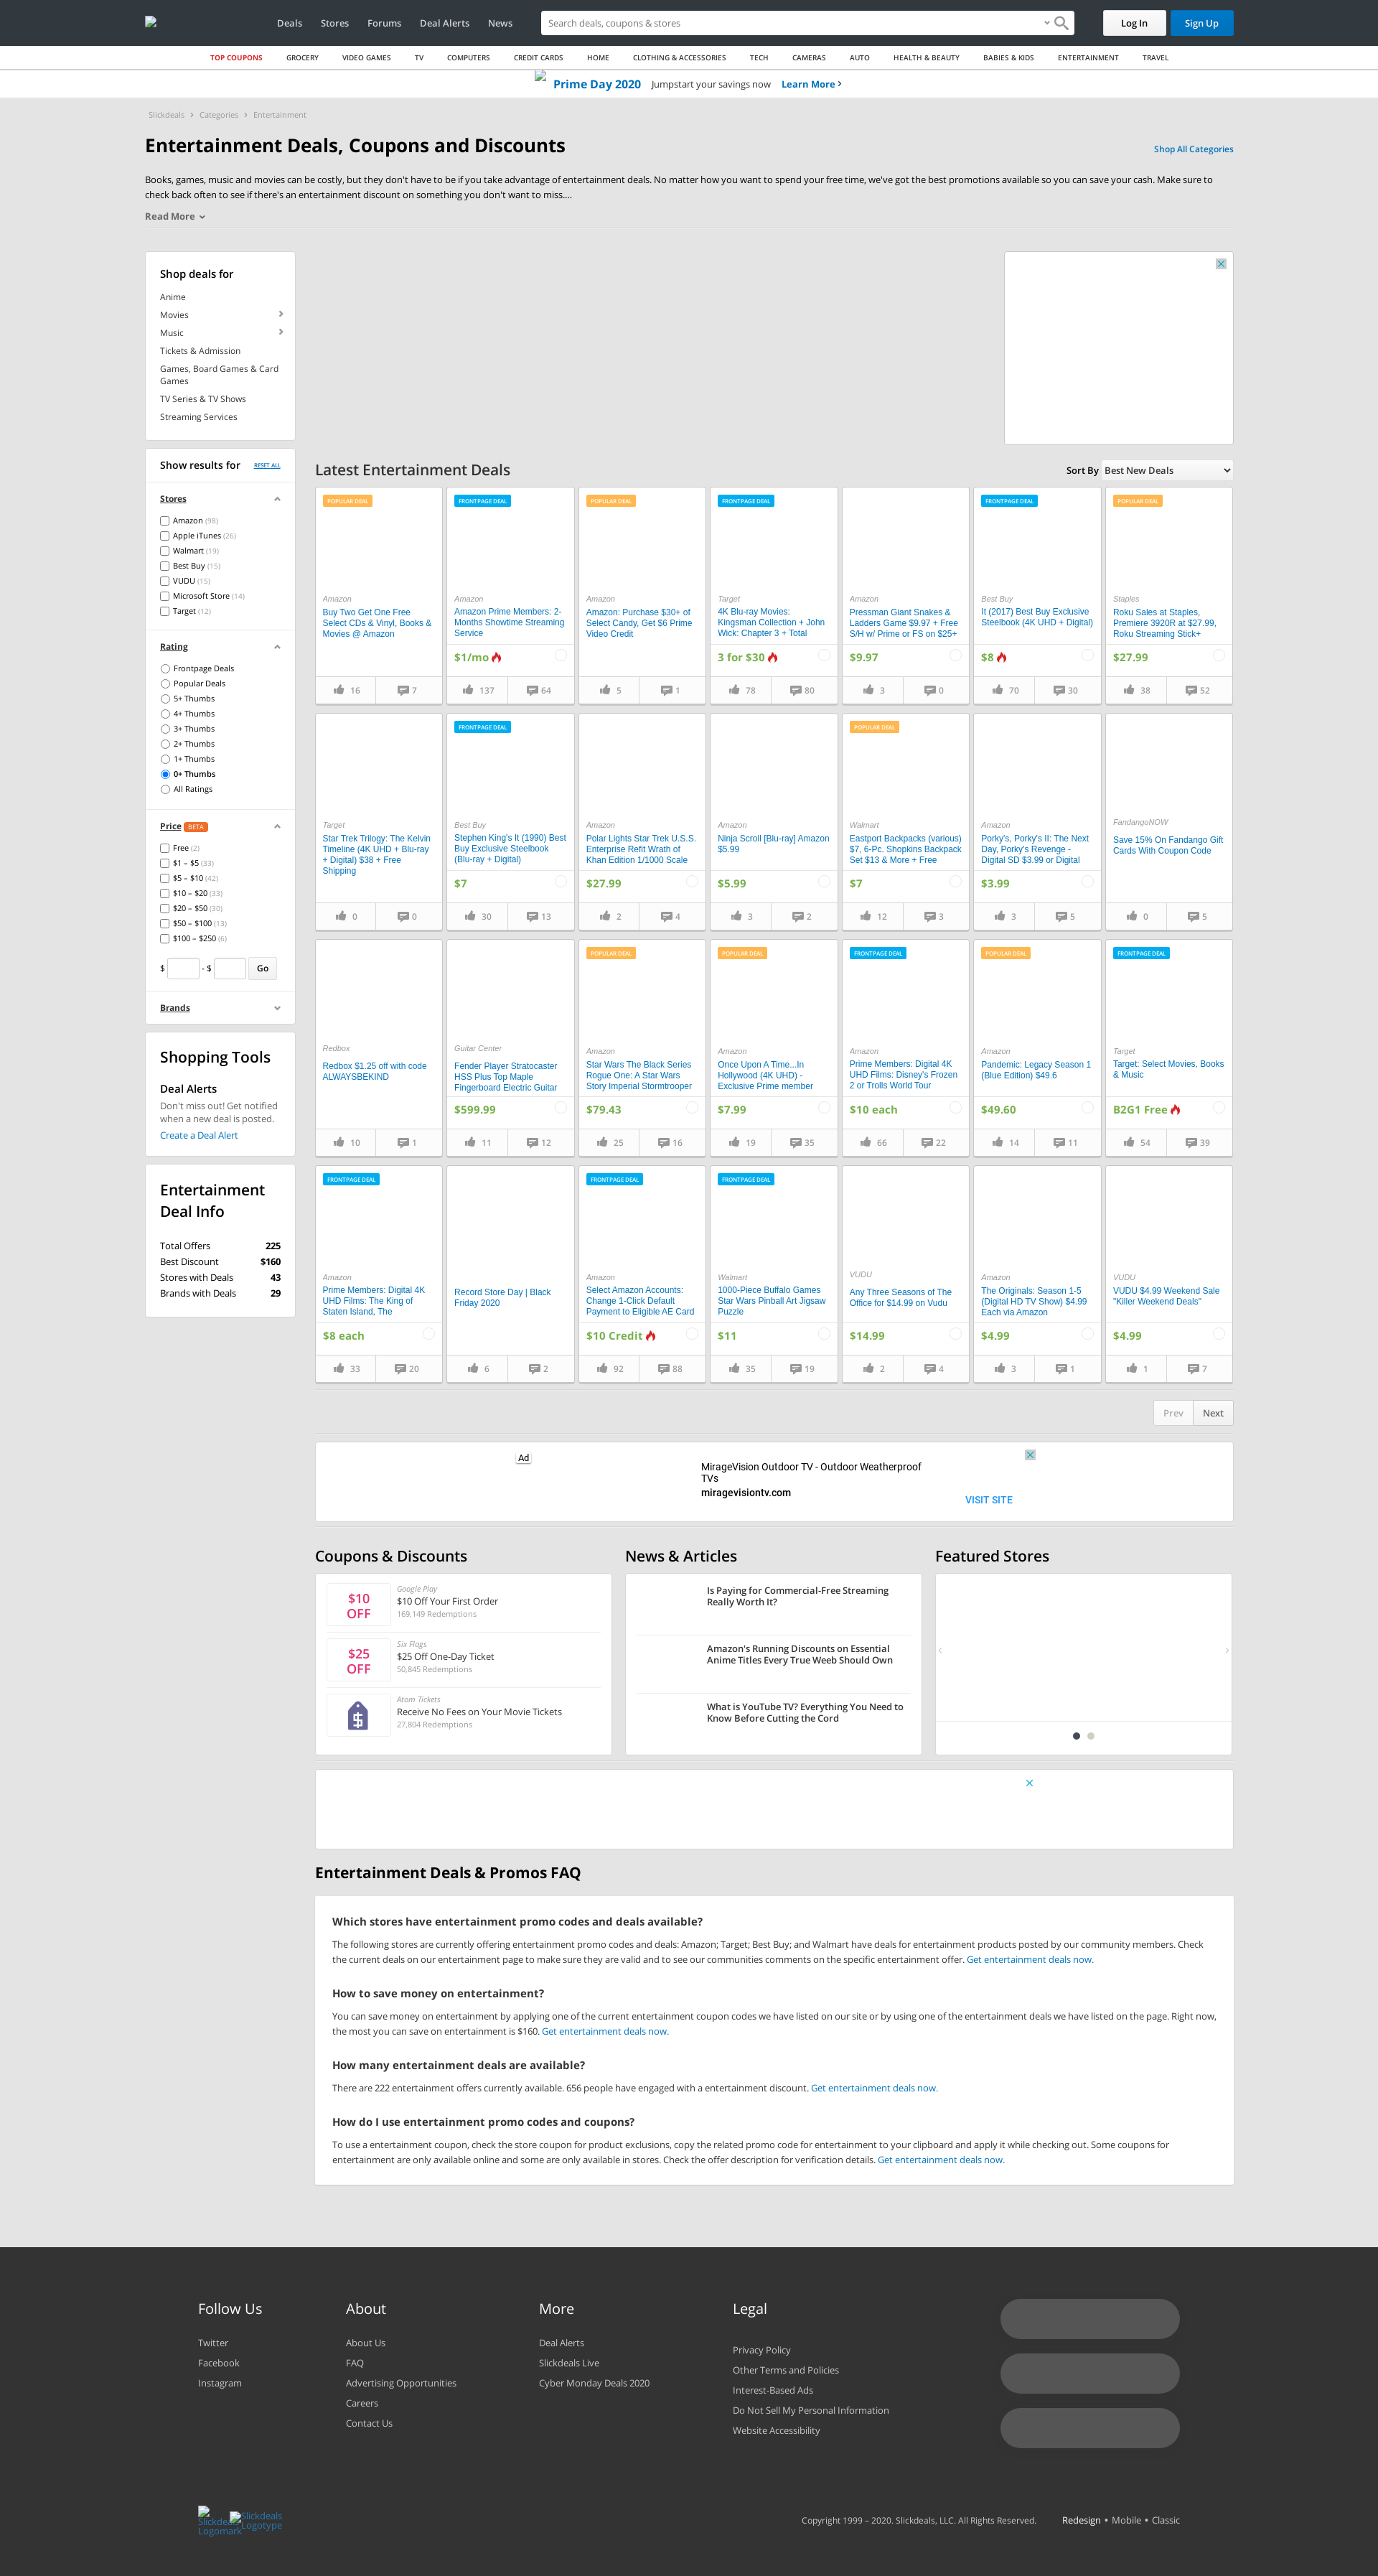 Deals Stores Forums Deal Alerts News
Search deals, coupons & stores
Log In Sign Up
TOP COUPONS GROCERY VIDEO GAMES TV COMPUTERS CREDIT CARDS HOME CLOTHING & ACCESSORIES TECH CAMERAS AUTO HEALTH & BEAUTY BABIES & KIDS ENTERTAINMENT TRAVEL
Prime Day 2020 Jumpstart your savings now Learn More
Slickdeals Categories Entertainment
Entertainment Deals, Coupons and Discounts
Shop All Categories
Books, games, music and movies can be costly, but they don't have to be if you take advantage of entertainment deals. No matter how you want to spend your free time, we've got the best promotions available so you can save your cash. Make sure to
check back often to see if there's an entertainment discount on something you don't want to miss....
Read More
Shop deals for
Anime
Movies
Music
Tickets & Admission
Games, Board Games & Card
Games
TV Series & TV Shows
Streaming Services
Show results for RESET ALL
Stores
Amazon (98)
Apple iTunes (26)
Walmart (19)
Best Buy (15)
VUDU (15)
Microsoft Store (14)
Target (12)
Rating
Frontpage Deals
Popular Deals
5+ Thumbs
4+ Thumbs
3+ Thumbs
2+ Thumbs
1+ Thumbs
0+ Thumbs
All Ratings
Price BETA
Free (2)
$1 – $5 (33)
$5 – $10 (42)
$10 – $20 (33)
$20 – $50 (30)
$50 – $100 (13)
$100 – $250 (6)
$ - $ Go
Brands
Shopping Tools
Deal Alerts
Don't miss out! Get notified
when a new deal is posted.
Create a Deal Alert
Entertainment
Deal Info
Total Offers 225
Best Discount $160
Stores with Deals 43
Brands with Deals 29
Latest Entertainment Deals
Sort By Best New Deals
POPULAR DEAL
Amazon
Buy Two Get One Free
Select CDs & Vinyl, Books &
Movies @ Amazon
16 7
FRONTPAGE DEAL
Amazon
Amazon Prime Members: 2-
Months Showtime Streaming
Service
$1/mo
137 64
POPULAR DEAL
Amazon
Amazon: Purchase $30+ of
Select Candy, Get $6 Prime
Video Credit
5 1
FRONTPAGE DEAL
Target
4K Blu-ray Movies:
Kingsman Collection + John
Wick: Chapter 3 + Total
3 for $30
78 80
Amazon
Pressman Giant Snakes &
Ladders Game $9.97 + Free
S/H w/ Prime or FS on $25+
$9.97
3 0
FRONTPAGE DEAL
Best Buy
It (2017) Best Buy Exclusive
Steelbook (4K UHD + Digital)
$8
70 30
POPULAR DEAL
Staples
Roku Sales at Staples,
Premiere 3920R at $27.99,
Roku Streaming Stick+
$27.99
38 52
Target
Star Trek Trilogy: The Kelvin
Timeline (4K UHD + Blu-ray
+ Digital) $38 + Free
Shipping
0 0
FRONTPAGE DEAL
Best Buy
Stephen King's It (1990) Best
Buy Exclusive Steelbook
(Blu-ray + Digital)
$7
30 13
Amazon
Polar Lights Star Trek U.S.S.
Enterprise Refit Wrath of
Khan Edition 1/1000 Scale
$27.99
2 4
Amazon
Ninja Scroll [Blu-ray] Amazon
$5.99
$5.99
3 2
POPULAR DEAL
Walmart
Eastport Backpacks (various)
$7, 6-Pc. Shopkins Backpack
Set $13 & More + Free
$7
12 3
Amazon
Porky's, Porky's II: The Next
Day, Porky's Revenge -
Digital SD $3.99 or Digital
$3.99
3 5
FandangoNOW
Save 15% On Fandango Gift
Cards With Coupon Code
0 5
Redbox
Redbox $1.25 off with code
ALWAYSBEKIND
10 1
Guitar Center
Fender Player Stratocaster
HSS Plus Top Maple
Fingerboard Electric Guitar
$599.99
11 12
POPULAR DEAL
Amazon
Star Wars The Black Series
Rogue One: A Star Wars
Story Imperial Stormtrooper
$79.43
25 16
POPULAR DEAL
Amazon
Once Upon A Time...In
Hollywood (4K UHD) -
Exclusive Prime member
$7.99
19 35
FRONTPAGE DEAL
Amazon
Prime Members: Digital 4K
UHD Films: Disney's Frozen
2 or Trolls World Tour
$10 each
66 22
POPULAR DEAL
Amazon
Pandemic: Legacy Season 1
(Blue Edition) $49.6
$49.60
14 11
FRONTPAGE DEAL
Target
Target: Select Movies, Books
& Music
B2G1 Free
54 39
FRONTPAGE DEAL
Amazon
Prime Members: Digital 4K
UHD Films: The King of
Staten Island, The
$8 each
33 20
Record Store Day | Black
Friday 2020
6 2
FRONTPAGE DEAL
Amazon
Select Amazon Accounts:
Change 1-Click Default
Payment to Eligible AE Card
$10 Credit
92 88
FRONTPAGE DEAL
Walmart
1000-Piece Buffalo Games
Star Wars Pinball Art Jigsaw
Puzzle
$11
35 19
VUDU
Any Three Seasons of The
Office for $14.99 on Vudu
$14.99
2 4
Amazon
The Originals: Season 1-5
(Digital HD TV Show) $4.99
Each via Amazon
$4.99
3 1
VUDU
VUDU $4.99 Weekend Sale
"Killer Weekend Deals"
$4.99
1 7
Prev Next
Ad
MirageVision Outdoor TV - Outdoor Weatherproof
TVs
miragevisiontv.com
VISIT SITE
Coupons & Discounts
$10
OFF
Google Play
$10 Off Your First Order
169,149 Redemptions
$25
OFF
Six Flags
$25 Off One-Day Ticket
50,845 Redemptions
Atom Tickets
Receive No Fees on Your Movie Tickets
27,804 Redemptions
News & Articles
Is Paying for Commercial-Free Streaming
Really Worth It?
Amazon's Running Discounts on Essential
Anime Titles Every True Weeb Should Own
What is YouTube TV? Everything You Need to
Know Before Cutting the Cord
Featured Stores
Entertainment Deals & Promos FAQ
Which stores have entertainment promo codes and deals available?
The following stores are currently offering entertainment promo codes and deals: Amazon; Target; Best Buy; and Walmart have deals for entertainment products posted by our community members. Check
the current deals on our entertainment page to make sure they are valid and to see our communities comments on the specific entertainment offer. Get entertainment deals now.
How to save money on entertainment?
You can save money on entertainment by applying one of the current entertainment coupon codes we have listed on our site or by using one of the entertainment deals we have listed on the page. Right now,
the most you can save on entertainment is $160. Get entertainment deals now.
How many entertainment deals are available?
There are 222 entertainment offers currently available. 656 people have engaged with a entertainment discount. Get entertainment deals now.
How do I use entertainment promo codes and coupons?
To use a entertainment coupon, check the store coupon for product exclusions, copy the related promo code for entertainment to your clipboard and apply it while checking out. Some coupons for
entertainment are only available online and some are only available in stores. Check the offer description for verification details. Get entertainment deals now.
Follow Us
Twitter
Facebook
Instagram
About
About Us
FAQ
Advertising Opportunities
Careers
Contact Us
More
Deal Alerts
Slickdeals Live
Cyber Monday Deals 2020
Legal
Privacy Policy
Other Terms and Policies
Interest-Based Ads
Do Not Sell My Personal Information
Website Accessibility
Slickdeals
Logomark
Slickdeals
Logotype
Copyright 1999 – 2020. Slickdeals, LLC. All Rights Reserved.
Redesign • Mobile • Classic